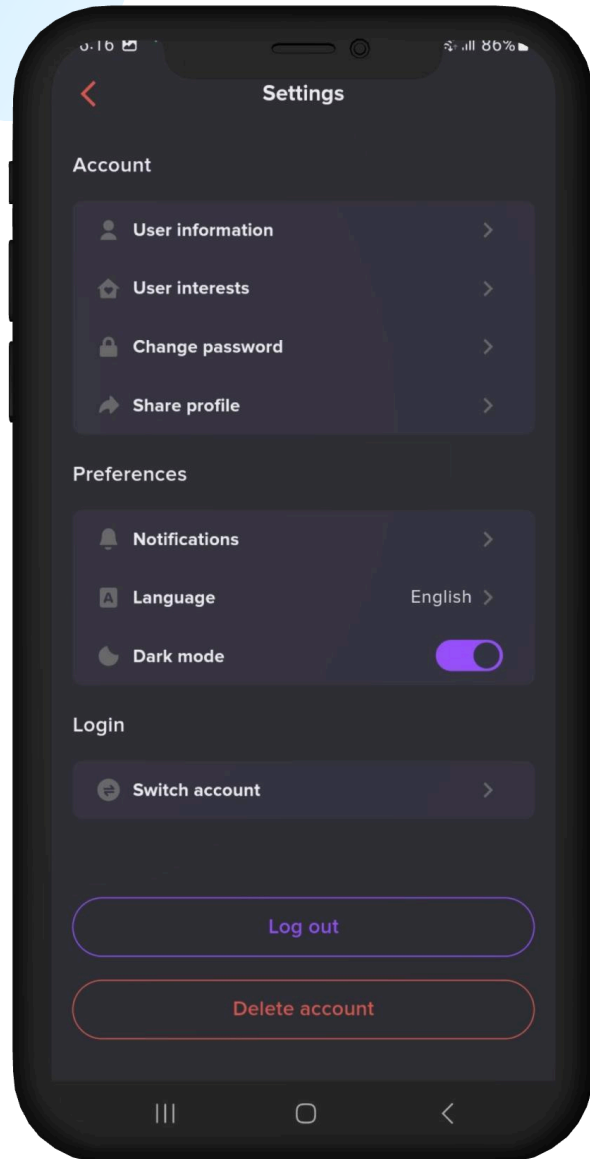 86%
Settings
Account
User information
User interests
Change password
Share profile
Preferences
Notifications
A Language English
Dark mode
Login
Switch account
Log out
Delete account